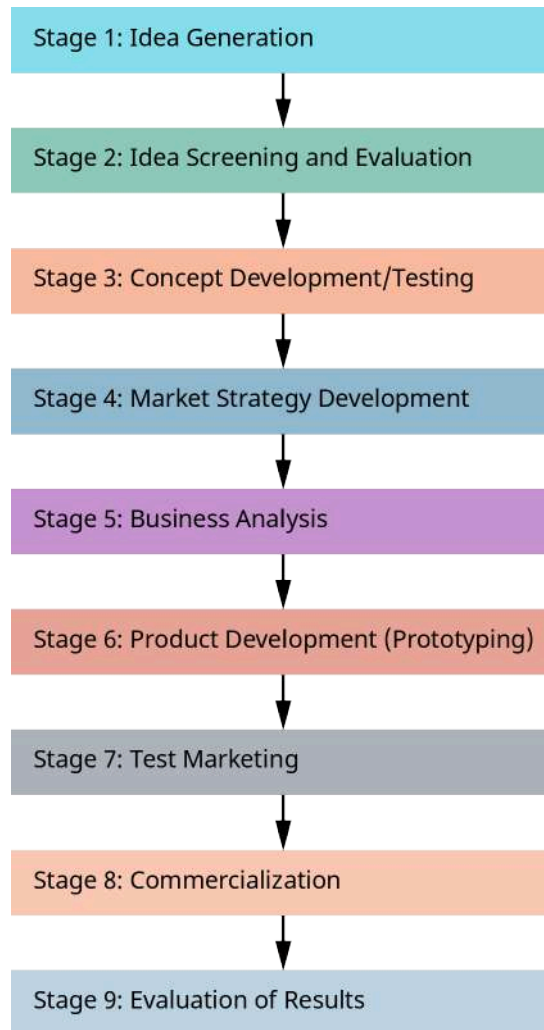 Stage 1: Idea Generation
Stage 2: Idea Screening and Evaluation
Stage 3: Concept Development/Testing
Stage 4: Market Strategy Development
Stage 5: Business Analysis
Stage 6: Product Development (Prototyping)
Stage 7: Test Marketing
Stage 8: Commercialization
Stage 9: Evaluation of Results